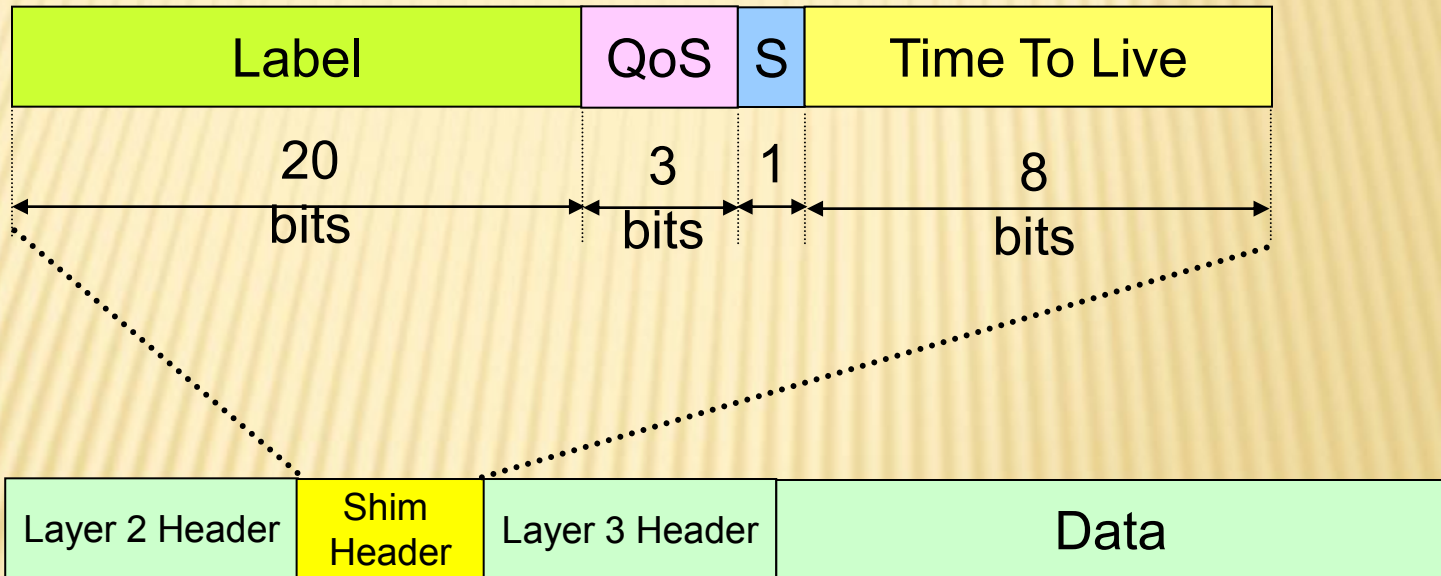 Label QoS S Time To Live
20 3 1 8
bits bits bits
Layer 2 Header Shim Header Layer 3 Header Data